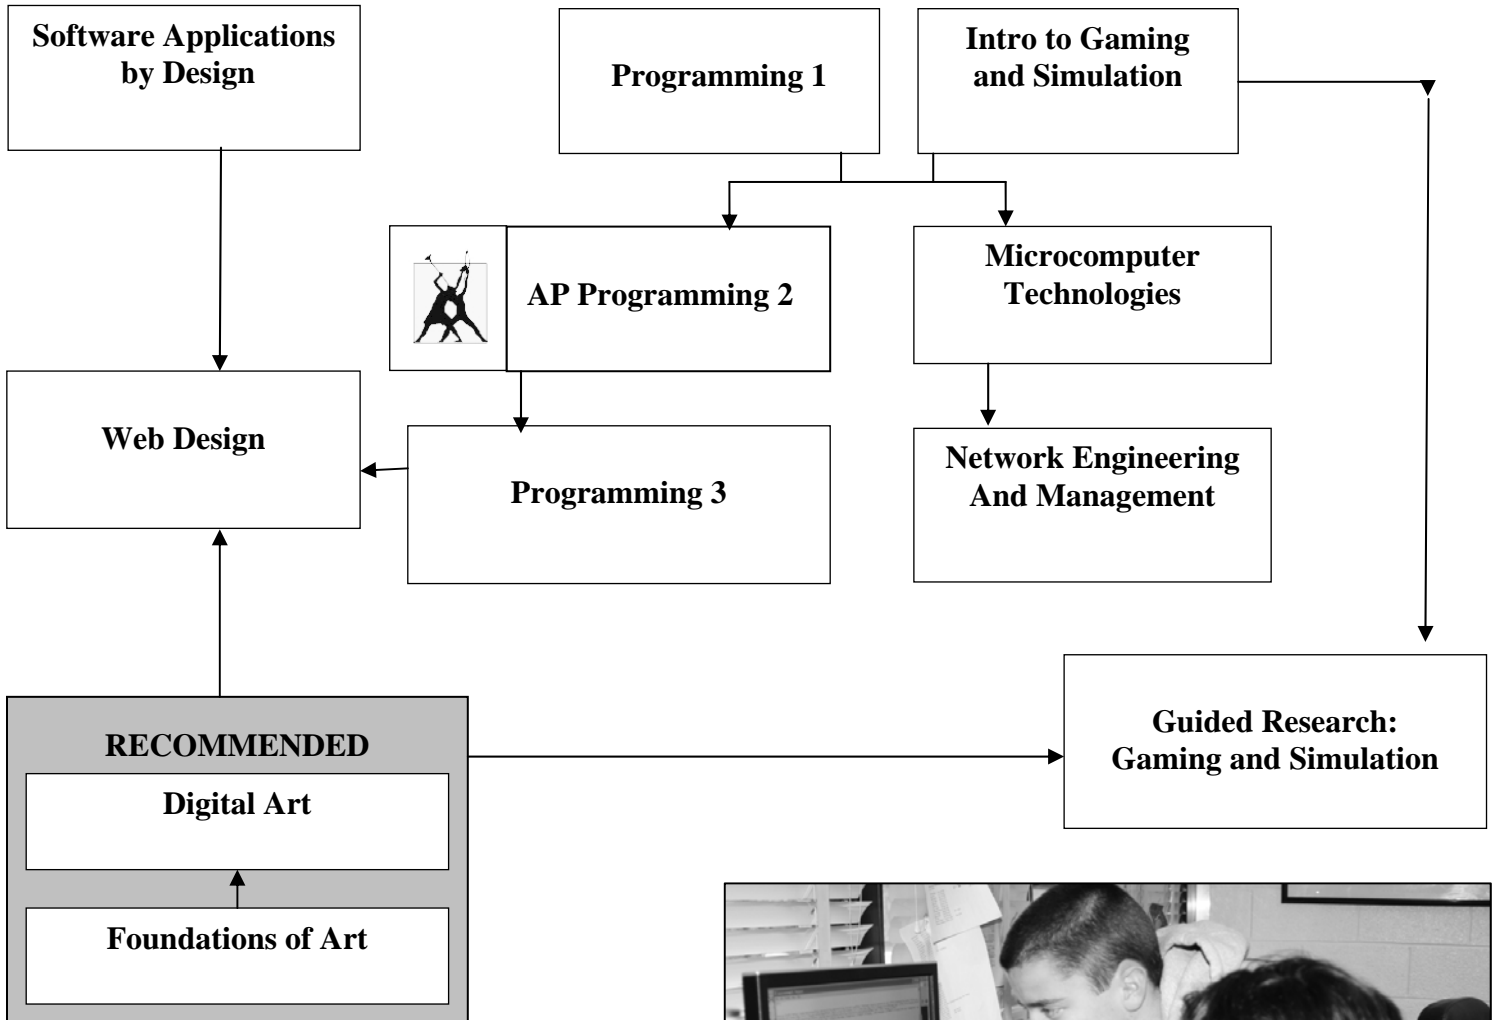 Software Applications
by Design
Programming 1
Intro to Gaming
and Simulation
AP Programming 2
Microcomputer
Technologies
Web Design
Programming 3
Network Engineering
And Management
RECOMMENDED
Digital Art
Foundations of Art
Guided Research:
Gaming and Simulation